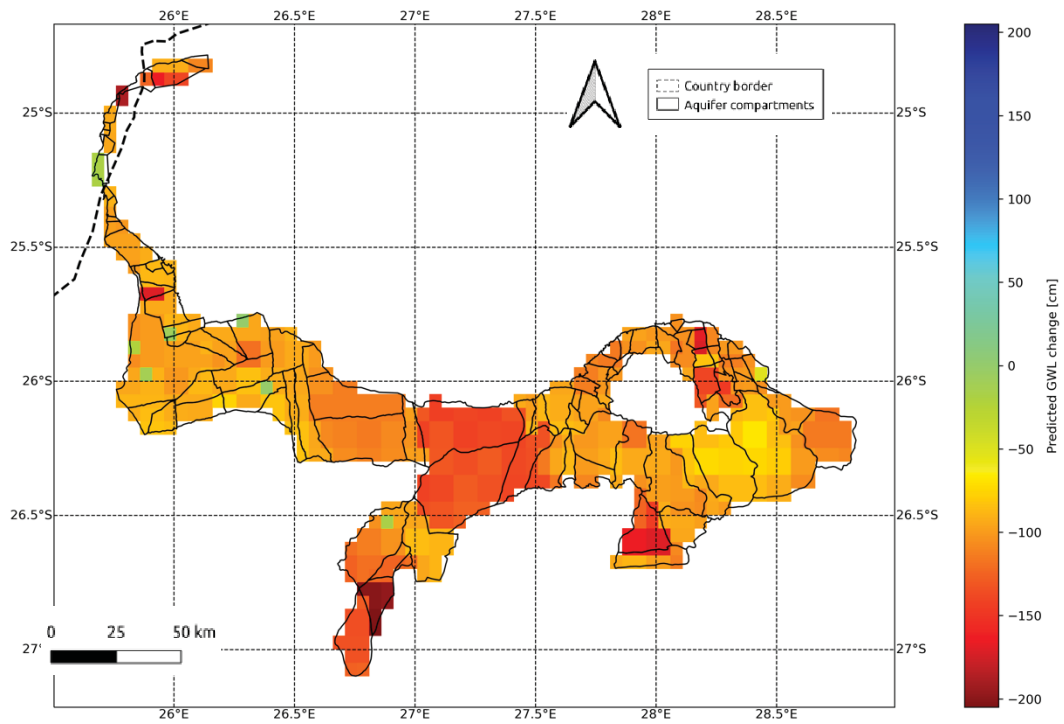 26°E 26.5°E 27°E 27.5°E 28°E 28.5°E
Country border
Aquifer compartments
25°S 25°S
25.5°S 25.5°S
26°S 26°S
26.5°S 26.5°S
27°S 27°S
0 25 50 km
26°E 26.5°E 27°E 27.5°E 28°E 28.5°E
200
150
100
50
0
−50
−100
−150
−200
Predicted GWL change [cm]